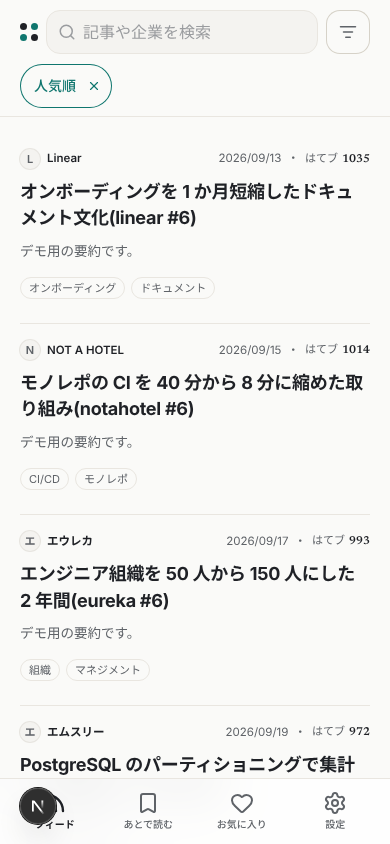 記事や企業を検索
人気順 ×
L Linear 2026/09/13 ・ はてブ 1035
オンボーディングを 1 か月短縮したドキュ
メント文化(linear #6)
デモ用の要約です。
オンボーディング ドキュメント
N NOT A HOTEL 2026/09/15 ・ はてブ 1014
モノレポの CI を 40 分から 8 分に縮めた取
り組み(notahotel #6)
デモ用の要約です。
CI/CD モノレポ
エ エウレカ 2026/09/17 ・ はてブ 993
エンジニア組織を 50 人から 150 人にした
2 年間(eureka #6)
デモ用の要約です。
組織 マネジメント
エ エムスリー 2026/09/19 ・ はてブ 972
PostgreSQL のパーティショニングで集計
N
ィード あとで読む お気に入り 設定